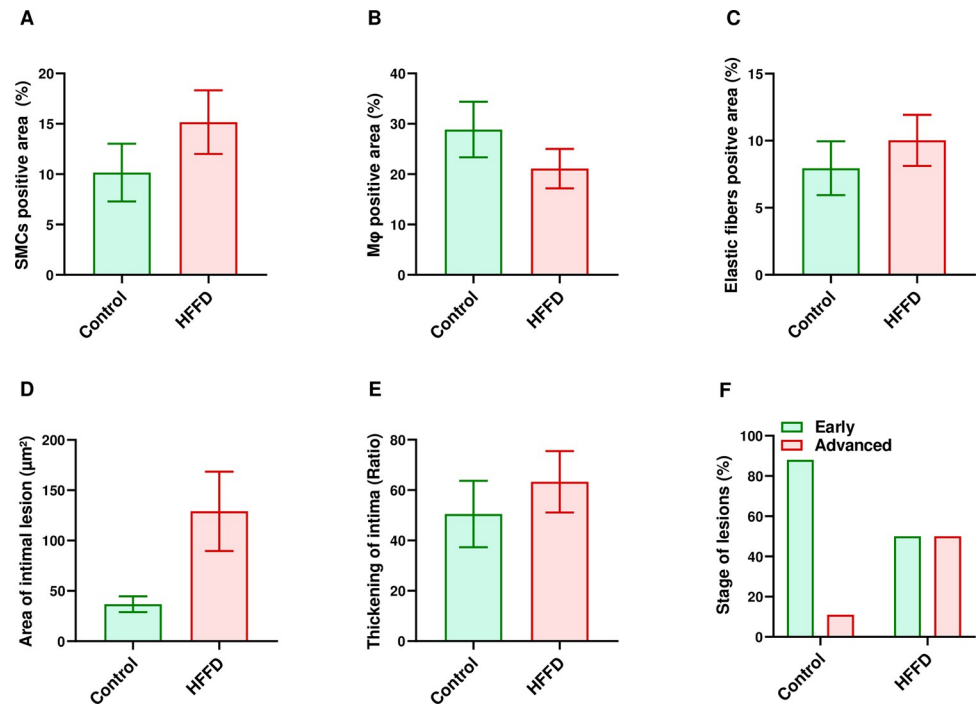 A
SMCs positive area (%)
20
15
10
5
0
Control
HFFD
B
Mφ positive area (%)
40
30
20
10
0
Control
HFFD
C
Elastic fibers positve area (%)
15
10
5
0
Control
HFFD
D
Area of intimal lesion (μm²)
200
150
100
50
0
Control
HFFD
E
Thickening of intima (Ratio)
80
60
40
20
0
Control
HFFD
F
Early
Advanced
Stage of lesions (%)
100
80
60
40
20
0
Control
HFFD